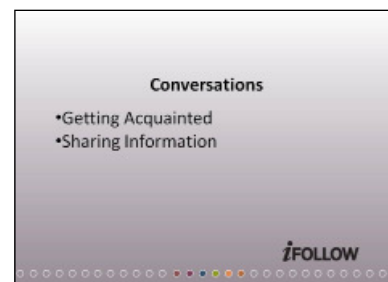 Conversations
•Getting Acquainted
•Sharing Information
iFOLLOW